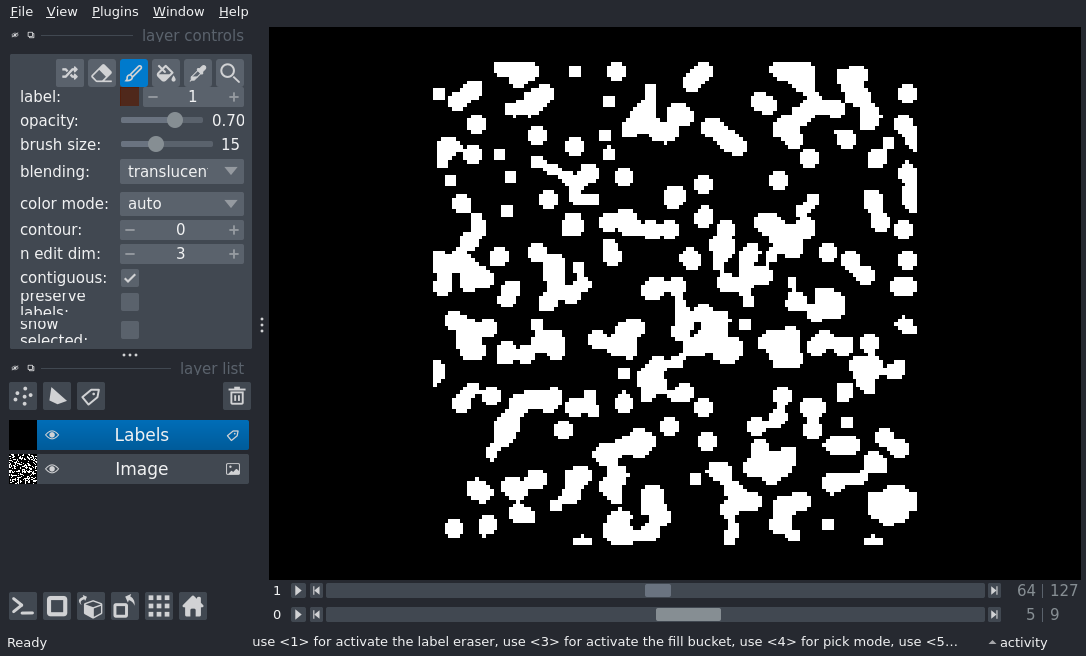 File View Plugins Window Help
layer controls
label: 1
opacity: 0.70
brush size: 15
blending: translucen
color mode: auto
contour: 0
n edit dim: 3
contiguous:
preserve
labels:
show
selected:
layer list
Labels
Image
1 64 | 127
0 5 | 9
Ready use <1> for activate the label eraser, use <3> for activate the fill bucket, use <4> for pick mode, use <5... activity